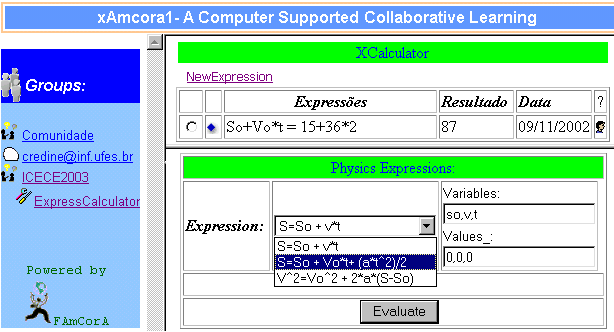 xAmcora1- A Computer Supported Collaborative Learning
Groups:
Comunidade
credine@inf.ufes.br
ICECE2003
ExpressCalculator
Powered by
FAmCorA
XCalculator
NewExpression
Expressões Resultado Data ?
So+Vo*t = 15+36*2 87 09/11/2002
Physics Expressions:
Expression:
S=So + v*t
S=So + v*t
S=So + Vo*t+ (a*t^2)/2
V^2=Vo^2 + 2*a*(S-So)
Variables:
so,v,t
Values_:
0,0,0
Evaluate